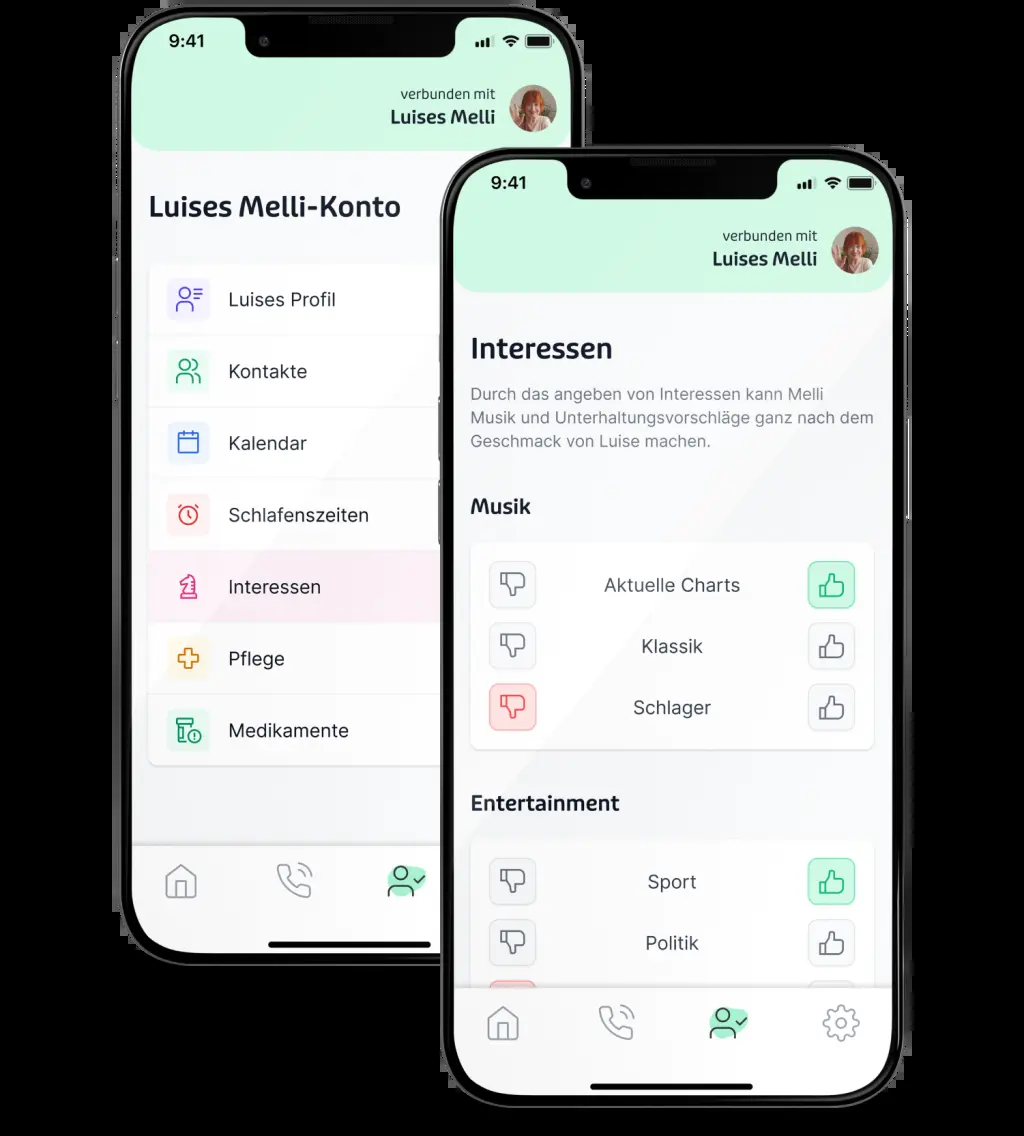 9:41
verbunden mit
Luises Melli
Luises Melli-Konto
Luises Profil
Kontakte
Kalendar
Schlafenszeiten
Interessen
Pflege
Medikamente
9:41
verbunden mit
Luises Melli
Interessen
Durch das angeben von Interessen kann Melli
Musik und Unterhaltungsvorschläge ganz nach dem
Geschmack von Luise machen.
Musik
Aktuelle Charts
Klassik
Schlager
Entertainment
Sport
Politik